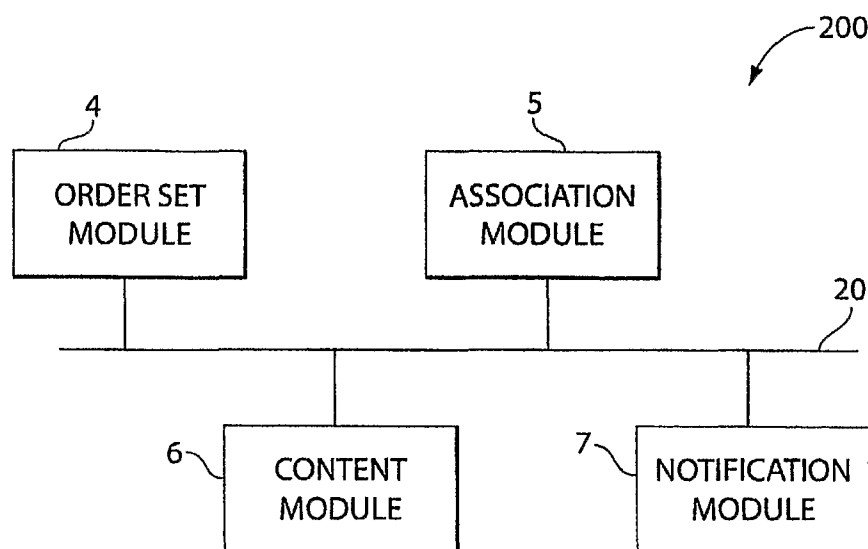 200
4
5
ORDER SET
MODULE
ASSOCIATION
MODULE
20
6
CONTENT
MODULE
7
NOTIFICATION
MODULE